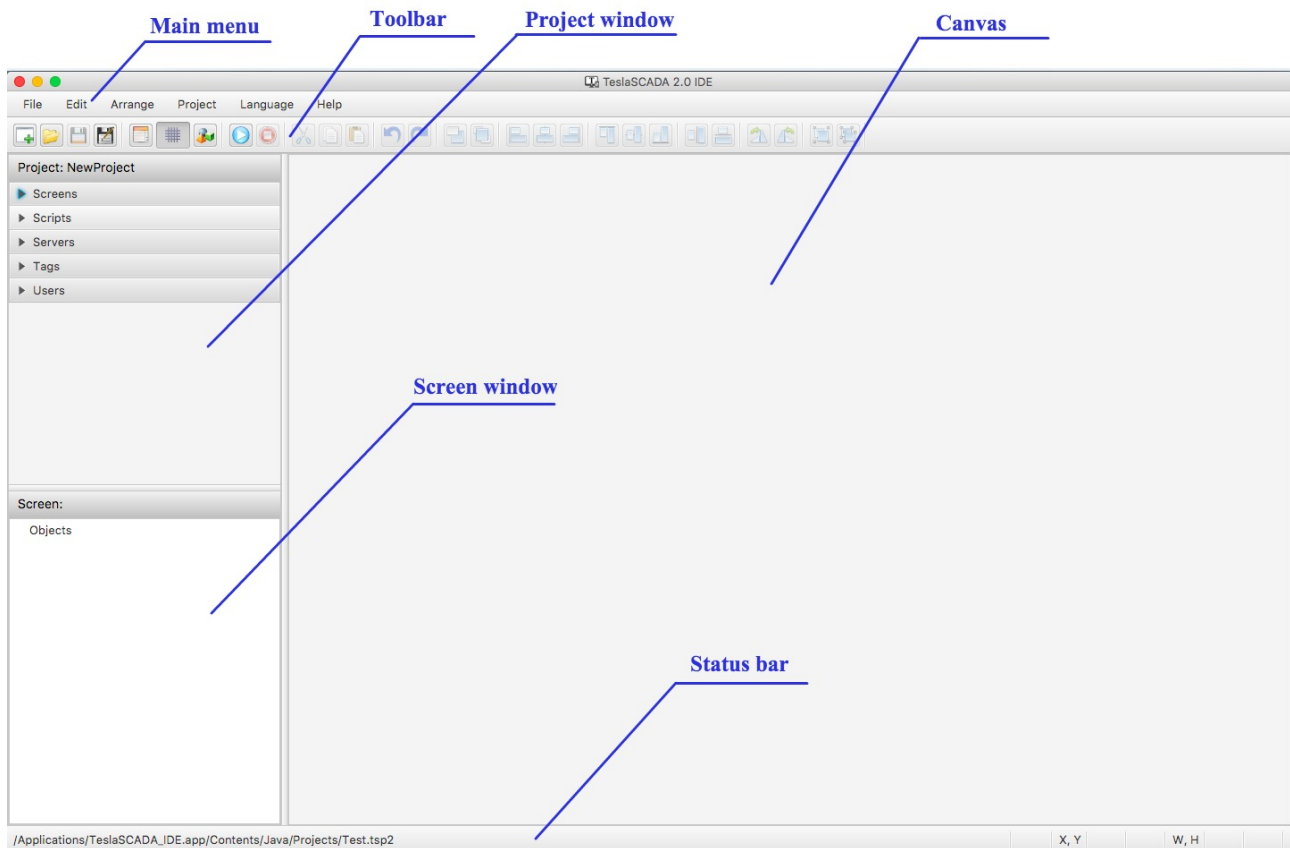 Main menu
Toolbar
Project window
Canvas
TeslaSCADA 2.0 IDE
File Edit Arrange Project Language Help
Project: NewProject
Screens
Scripts
Servers
Tags
Users
Screen window
Screen:
Objects
Status bar
/Applications/TeslaSCADA_IDE.app/Contents/Java/Projects/Test.tsp2 X, Y W, H